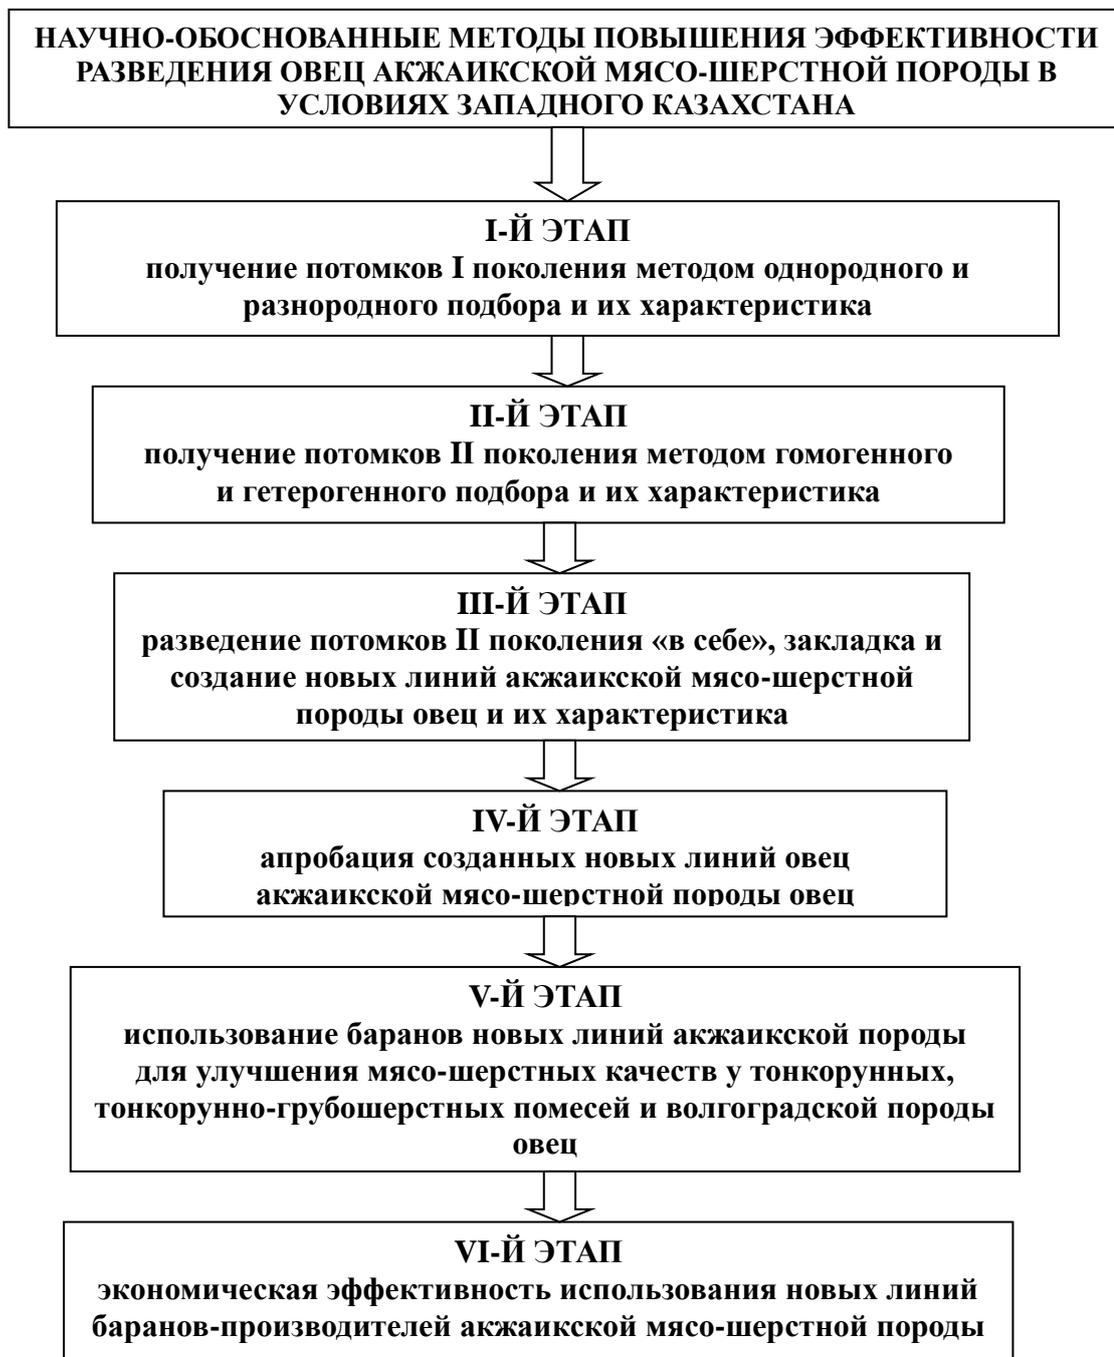 НАУЧНО-ОБОСНОВАННЫЕ МЕТОДЫ ПОВЫШЕНИЯ ЭФФЕКТИВНОСТИ
РАЗВЕДЕНИЯ ОВЕЦ АКЖАИКСКОЙ МЯСО-ШЕРСТНОЙ ПОРОДЫ В
УСЛОВИЯХ ЗАПАДНОГО КАЗАХСТАНА
I-Й ЭТАП
получение потомков I поколения методом однородного и
разнородного подбора и их характеристика
II-Й ЭТАП
получение потомков II поколения методом гомогенного
и гетерогенного подбора и их характеристика
III-Й ЭТАП
разведение потомков II поколения «в себе», закладка и
создание новых линий акжаикской мясо-шерстной
породы овец и их характеристика
IV-Й ЭТАП
апробация созданных новых линий овец
акжаикской мясо-шерстной породы овец
V-Й ЭТАП
использование баранов новых линий акжаикской породы
для улучшения мясо-шерстных качеств у тонкорунных,
тонкорунно-грубошерстных помесей и волгоградской породы
овец
VI-Й ЭТАП
экономическая эффективность использования новых линий
баранов-производителей акжаикской мясо-шерстной породы